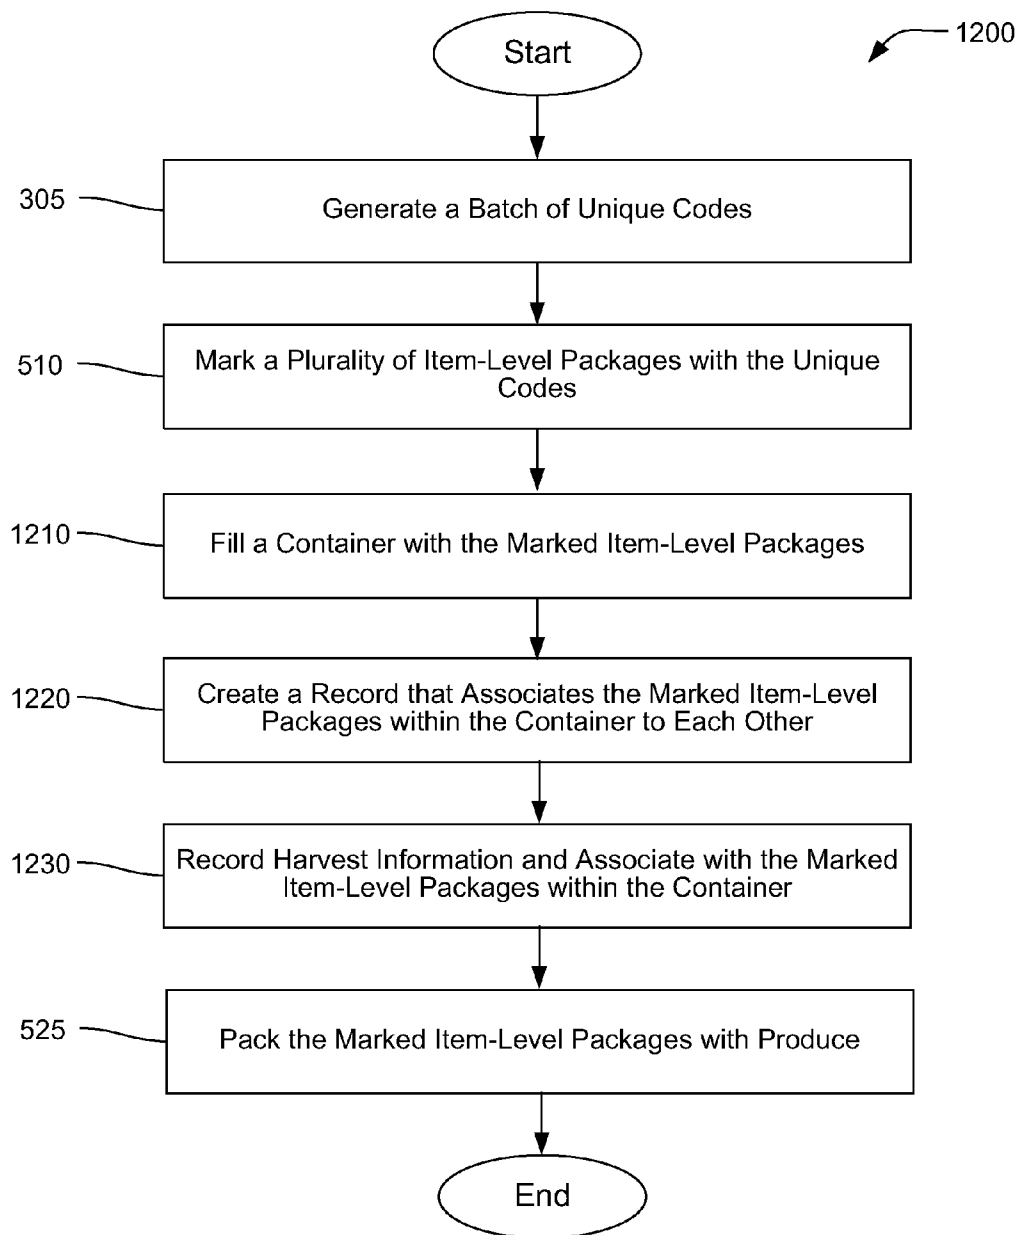 Start
1200
305
Generate a Batch of Unique Codes
510
Mark a Plurality of Item-Level Packages with the Unique
Codes
1210
Fill a Container with the Marked Item-Level Packages
1220
Create a Record that Associates the Marked Item-Level
Packages within the Container to Each Other
1230
Record Harvest Information and Associate with the Marked
Item-Level Packages within the Container
525
Pack the Marked Item-Level Packages with Produce
End